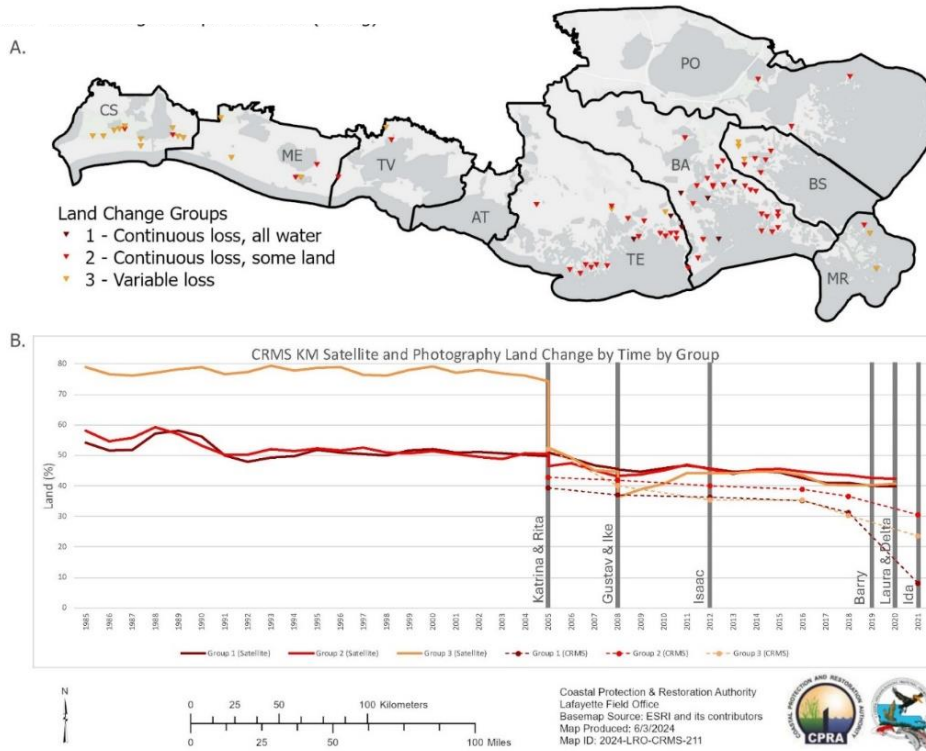 A.
PO
CS
ME
TV
BA
BS
AT
TE
MR
Land Change Groups
1 - Continuous loss, all water
2 - Continuous loss, some land
3 - Variable loss
B.
CRMS KM Satellite and Photography Land Change by Time by Group
80
70
60
50
40
30
20
10
0
Land (%)
Katrina & Rita
Gustav & Ike
Isaac
Barry
Laura & Delta
Ida
1985 1986 1987 1988 1989 1990 1991 1992 1993 1994 1995 1996 1997 1998 1999 2000 2001 2002 2003 2004 2005 2006 2007 2008 2009 2010 2011 2012 2013 2014 2015 2016 2017 2018 2019 2020 2021
Group 1 (Satellite) Group 2 (Satellite) Group 3 (Satellite) Group 1 (CRMS) Group 2 (CRMS) Group 3 (CRMS)
N
0 25 50 100 Kilometers
0 25 50 100 Miles
Coastal Protection & Restoration Authority
Lafayette Field Office
Basemap Source: ESRI and its contributors
Map Produced: 6/3/2024
Map ID: 2024-LRO-CRMS-211
CPRA